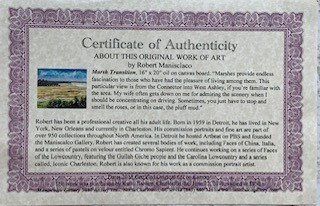 Certificate of Authenticity
ABOUT THIS ORIGINAL WORK OF ART
by Robert Maniscalco
Marsh Transition, 16" x 20" oil on canvas board. "Marshes provide endless
fascination to those who have had the pleasure of living among them. This
particular view is from the Connector into West Ashley, if you're familiar with
the area. My wife often gets down on me for admiring the scenery when I
should be concentrating on driving. Sometimes, you just have to stop and
smell the roses, or in this case, the pluff mud."
Robert has been a professional creative all his adult life. Born in 1959 in Detroit, he has lived in New
York, New Orleans and currently in Charleston. His commission portraits and fine art are part of
over 950 collections throughout North America. In Detroit he hosted Artbeat on PBS and founded
the Maniscalco Gallery. Robert has created several bodies of work, including Faces of China, Italia,
and a series of pastels on velour entitled Chromo Sapiens. He continues working on a series of Faces
of the Lowcountry, featuring the Gullah Giche people and the Carolina Lowcountry and a series
called, Iconic Charleston. Robert is also known for his work as a commission portrait artist.